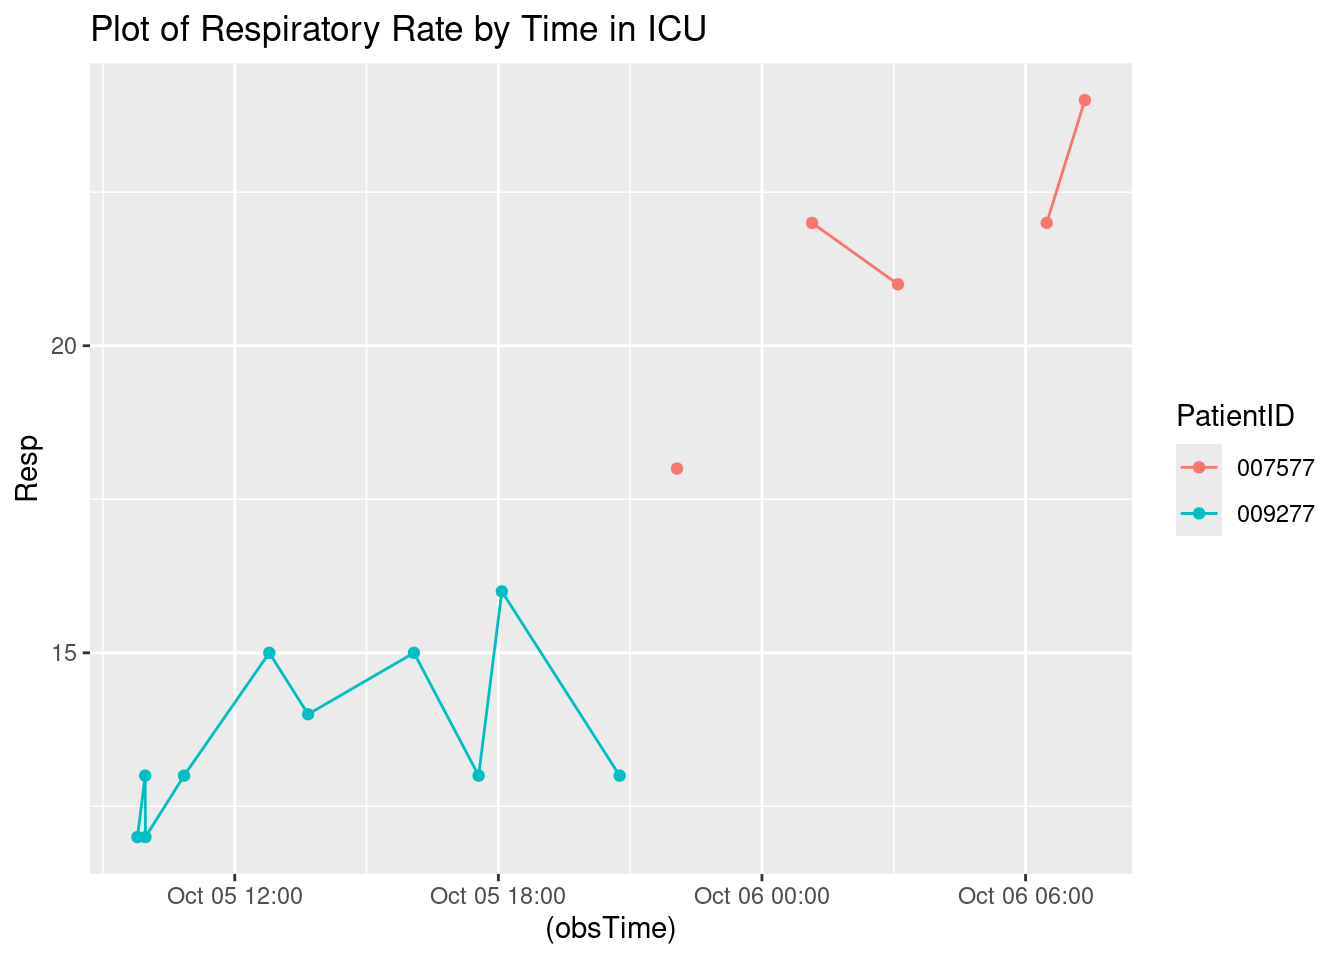 Plot of Respiratory Rate by Time in ICU
Resp
20
15
Oct 05 12:00
Oct 05 18:00
Oct 06 00:00
Oct 06 06:00
(obsTime)
PatientID
007577
009277